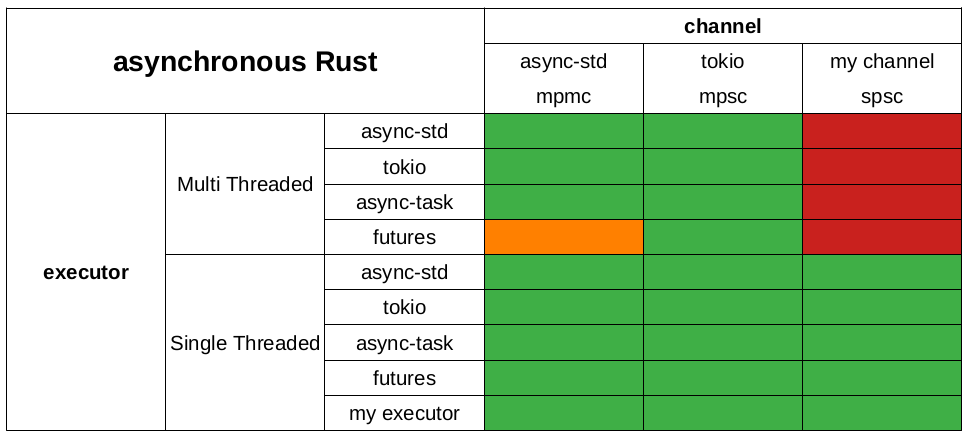 asynchronous Rust
channel
async-std
mpmc
tokio
mpsc
my channel
spsc
executor
Multi Threaded
async-std
tokio
async-task
futures
Single Threaded
async-std
tokio
async-task
futures
my executor